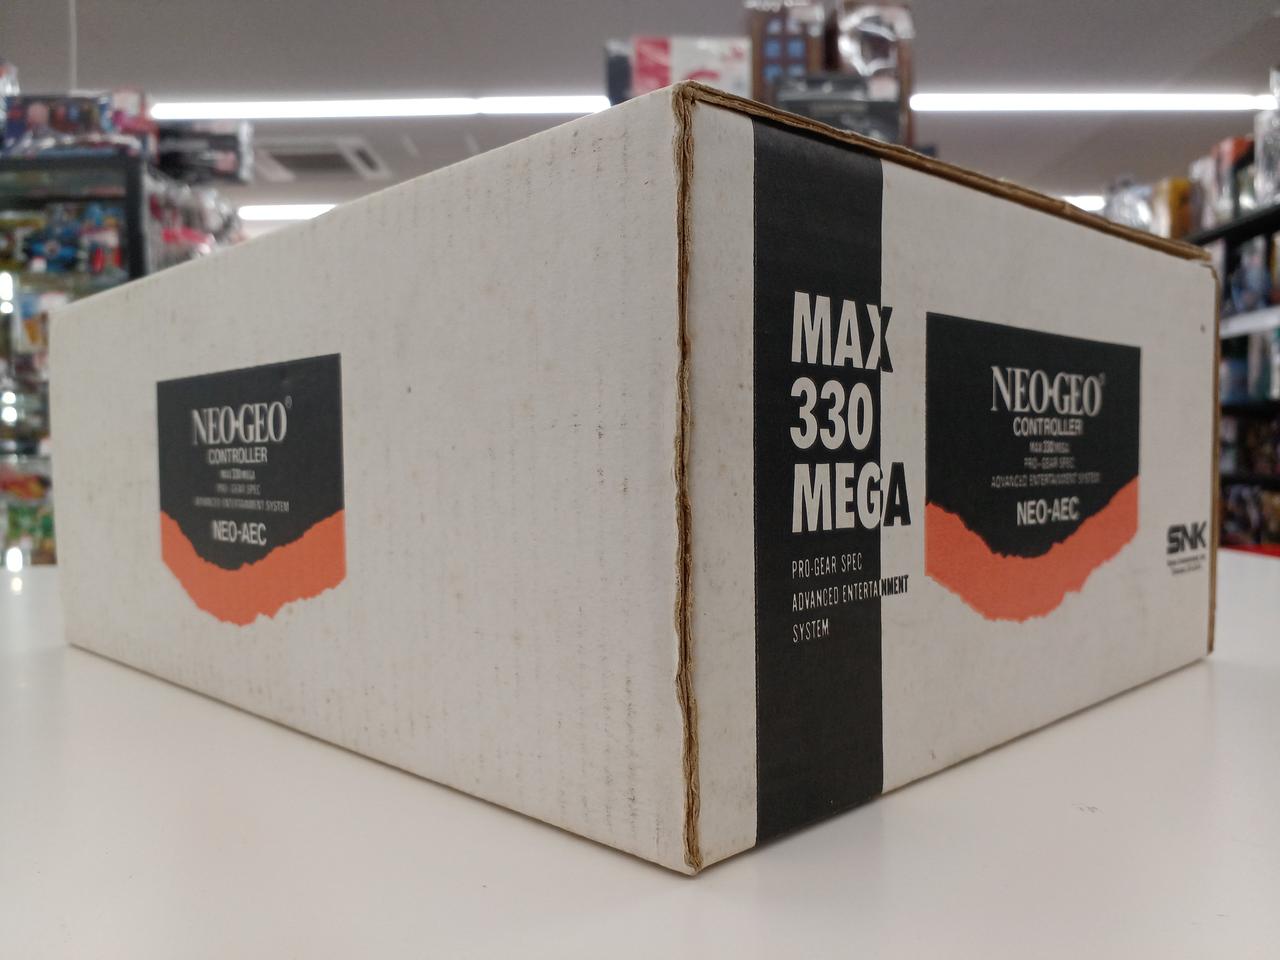 NEO·GEO®
CONTROLLER
MAX 330 MEGA
PRO-GEAR SPEC
ADVANCED ENTERTAINMENT SYSTEM
NEO-AEC
MAX
330
MEGA
PRO-GEAR SPEC
ADVANCED ENTERTAINMENT
SYSTEM
NEO·GEO®
CONTROLLER
MAX 330 MEGA
PRO-GEAR SPEC
ADVANCED ENTERTAINMENT SYSTEM
NEO-AEC
SNK